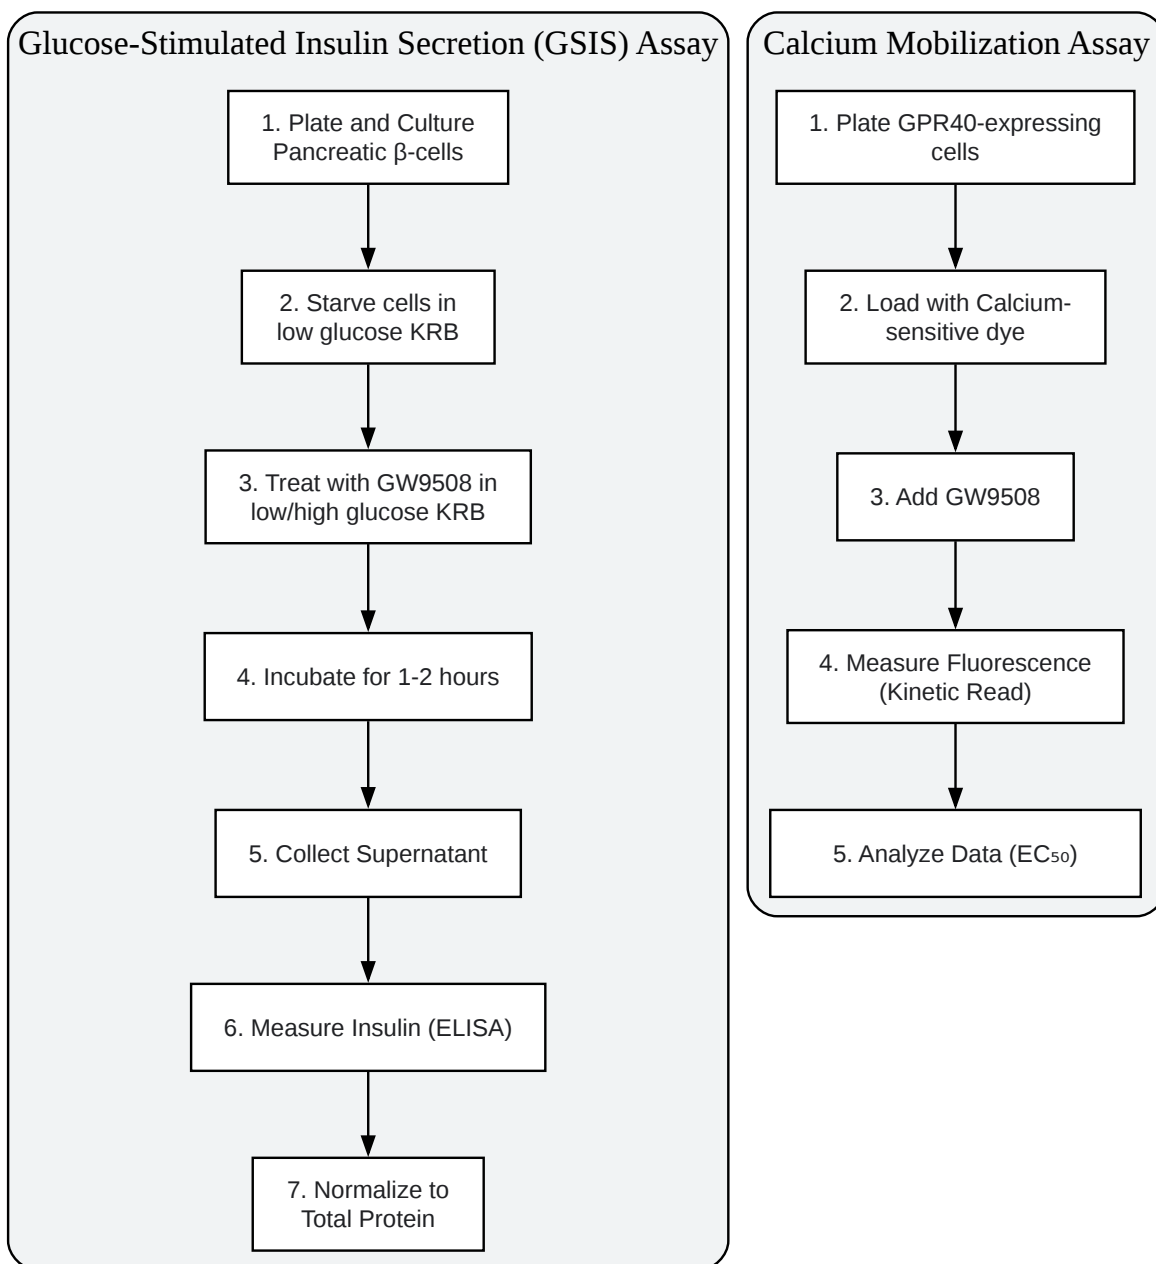 Glucose-Stimulated Insulin Secretion (GSIS) Assay
1. Plate and Culture
Pancreatic β-cells
2. Starve cells in
low glucose KRB
3. Treat with GW9508 in
low/high glucose KRB
4. Incubate for 1-2 hours
5. Collect Supernatant
6. Measure Insulin (ELISA)
7. Normalize to
Total Protein
Calcium Mobilization Assay
1. Plate GPR40-expressing
cells
2. Load with Calcium-
sensitive dye
3. Add GW9508
4. Measure Fluorescence
(Kinetic Read)
5. Analyze Data (EC₅₀)